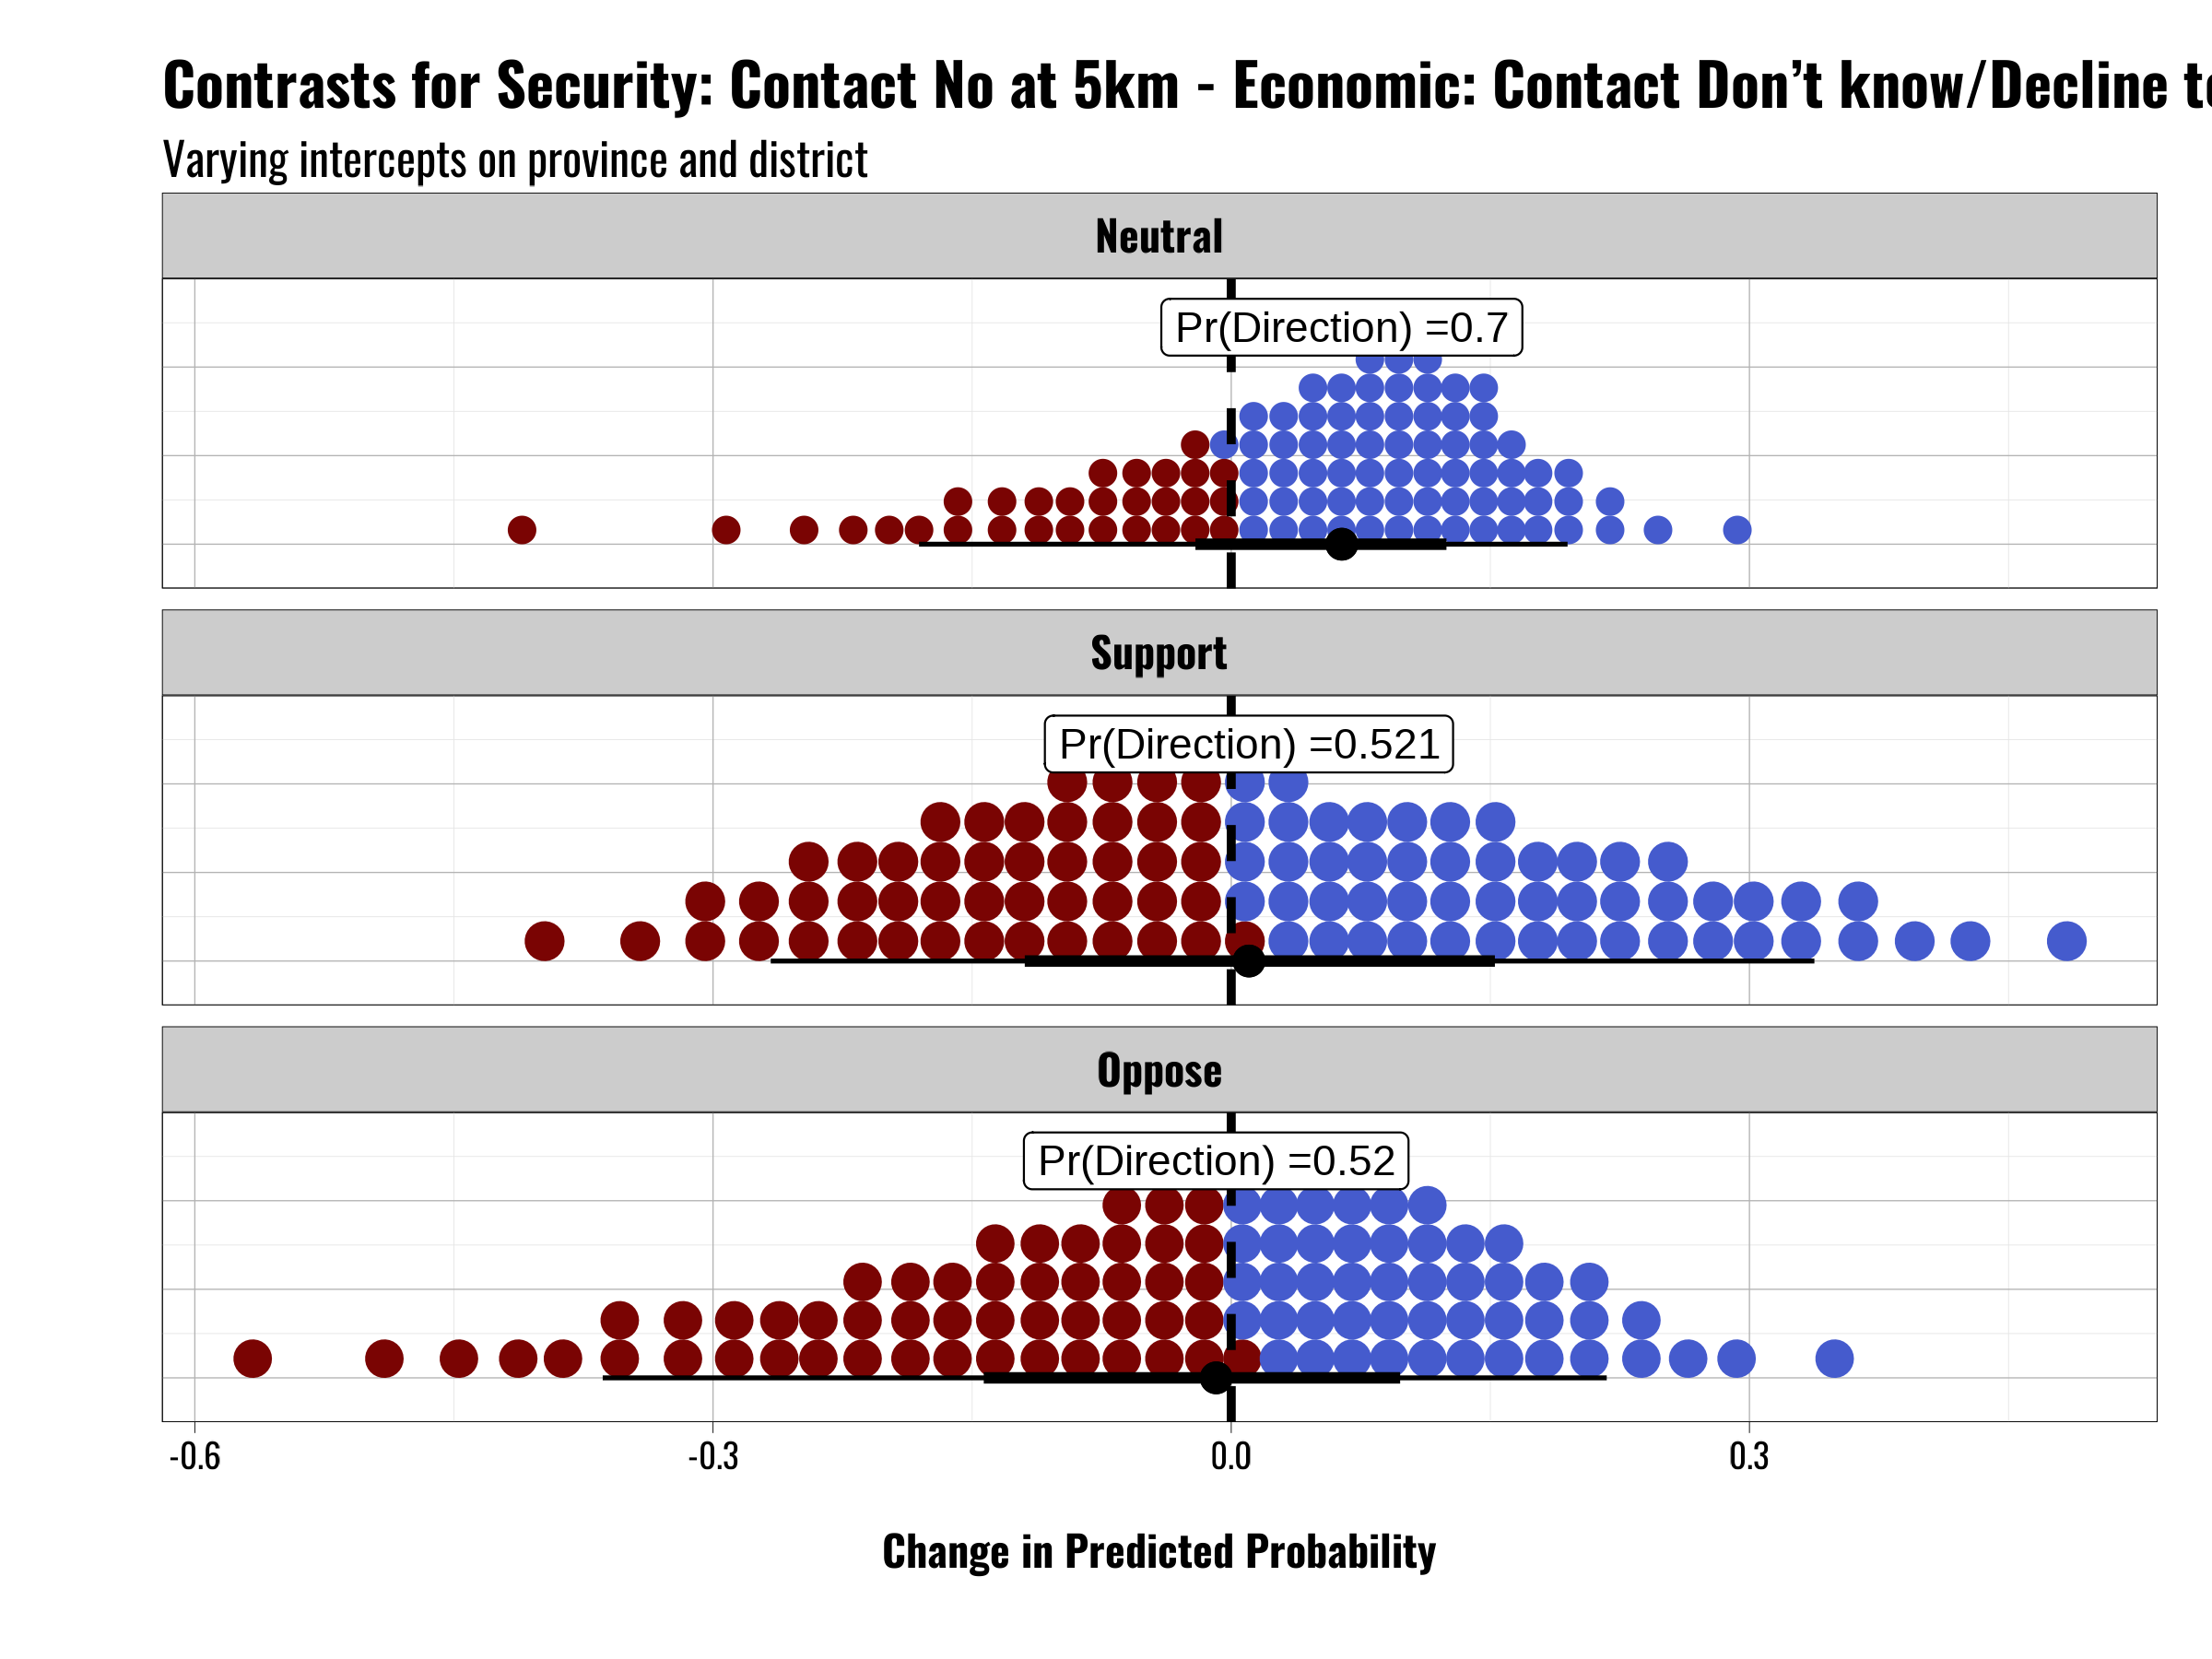 Contrasts for Security: Contact No at 5km - Economic: Contact Don’t know/Decline
Varying intercepts on province and district
Neutral
Pr(Direction) =0.7
Support
Pr(Direction) =0.521
Oppose
Pr(Direction) =0.52
-0.6 -0.3 0.0 0.3
Change in Predicted Probability